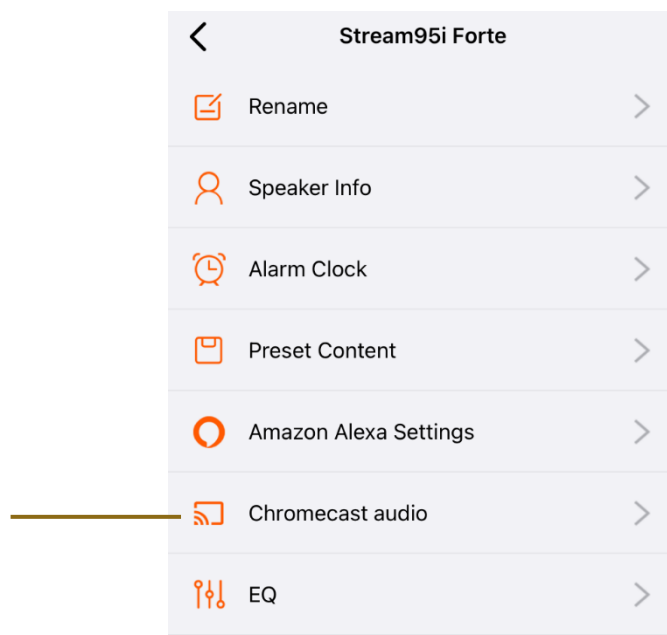 Stream95i Forte
Rename
Speaker Info
Alarm Clock
Preset Content
Amazon Alexa Settings
Chromecast audio
EQ